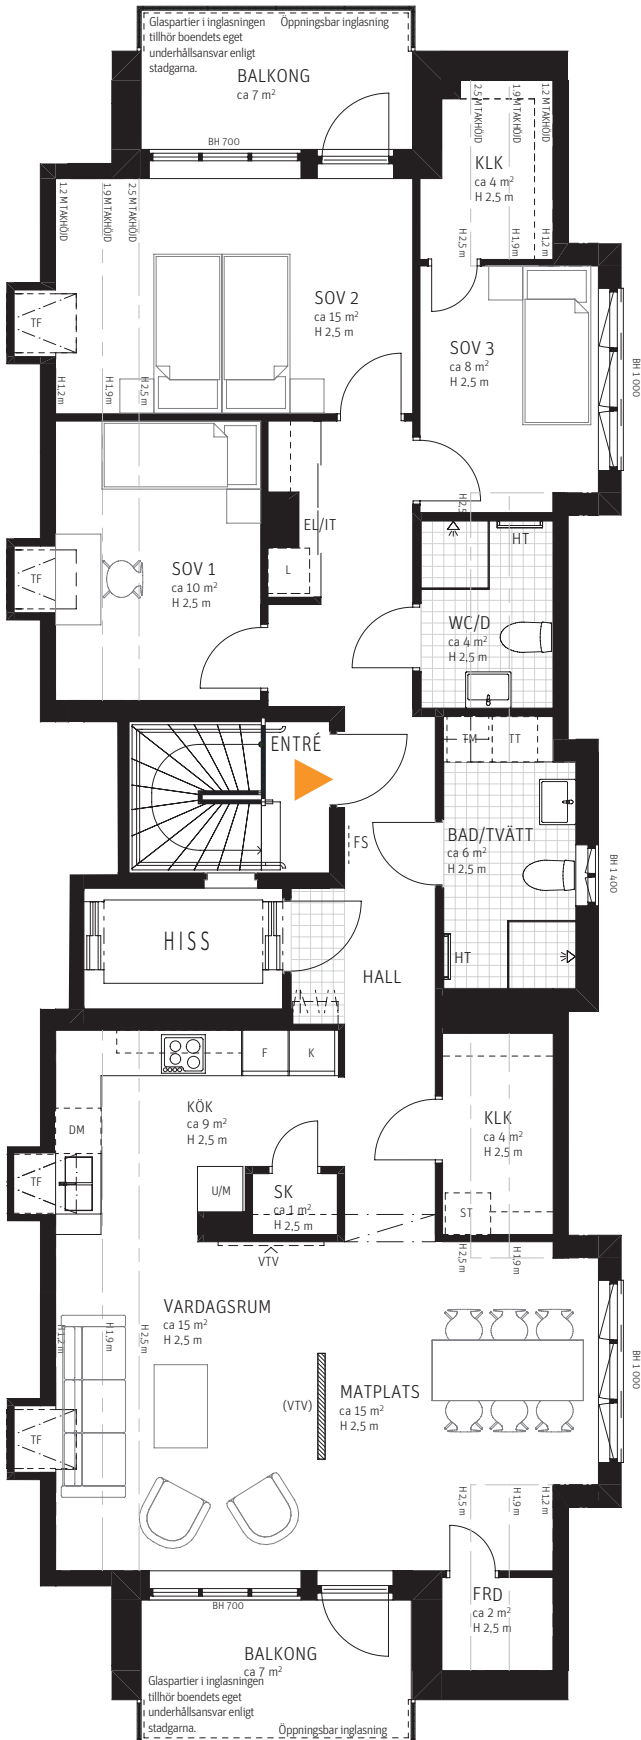 Glaspartier i inglasningen
tillhör boendets eget
underhållsansvar enligt
stadgarna.
Öppningsbar inglasning
BALKONG
ca 7 m²
BH 700
2.5 M TAKHÖJD
1.9 M TAKHÖJD
1.2 M TAKHÖJD
KLK
ca 4 m²
H 2,5 m
H 2,5 m
H 1,9m
H 1,2 m
1.2 M TAKHÖJD
1.9 M TAKHÖJD
2.5 M TAKHÖJD
SOV 2
ca 15 m²
H 2,5 m
TF
H 1,2m
H 1,9m
H 2,5 m
SOV 3
ca 8 m²
H 2,5 m
BH 1 000
H 2,5
EL/IT
L
SOV 1
ca 10 m²
H 2,5 m
TF
HT
WC/D
ca 4 m²
H 2,5 m
ENTRÉ
TM
TT
FS
BAD/TVÄTT
ca 6 m²
H 2,5 m
BH 1 400
HT
HISS
HALL
F
K
KÖK
ca 9 m²
H 2,5 m
DM
TF
U/M
SK
ca 1 m²
H 2,5 m
KLK
ca 4 m²
H 2,5 m
ST
VTV
H 2,5 m
H 1,9 m
VARDAGSRUM
ca 15 m²
H 2,5 m
H 1,2 m
H 1,9m
H 2,5 m
(VTV)
MATPLATS
ca 15 m²
H 2,5 m
BH 1 000
TF
H 2,5 m
H 1,9 m
H 1,2 m
FRD
ca 2 m²
H 2,5 m
BH 700
BALKONG
ca 7 m²
Glaspartier i inglasningen
tillhör boendets eget
underhållsansvar enligt
stadgarna.
Öppningsbar inglasning